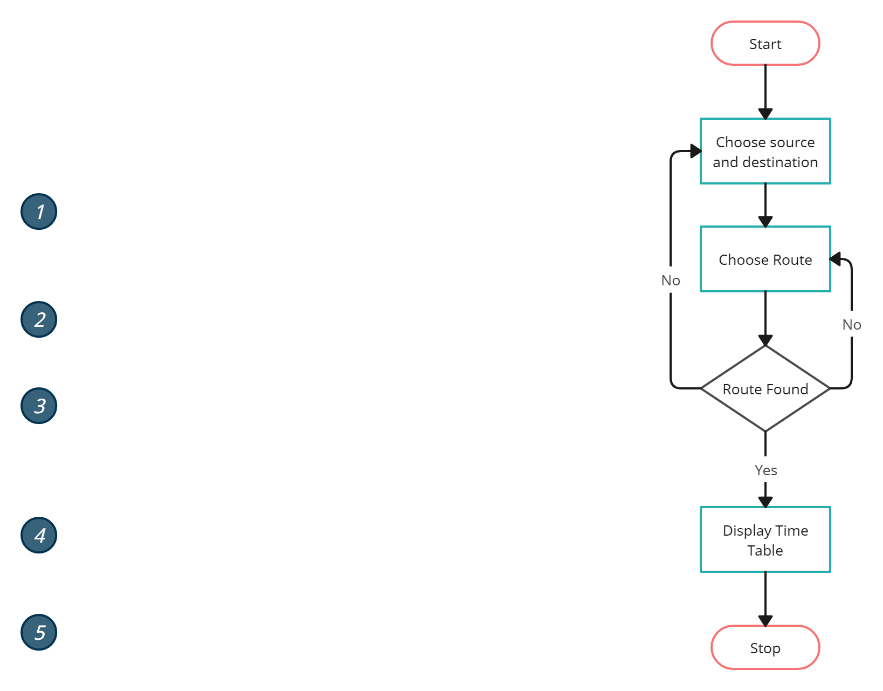 Start
Choose source
and destination
1
Choose Route
No
2
No
3
Route Found
Yes
4
Display Time
Table
5
Stop